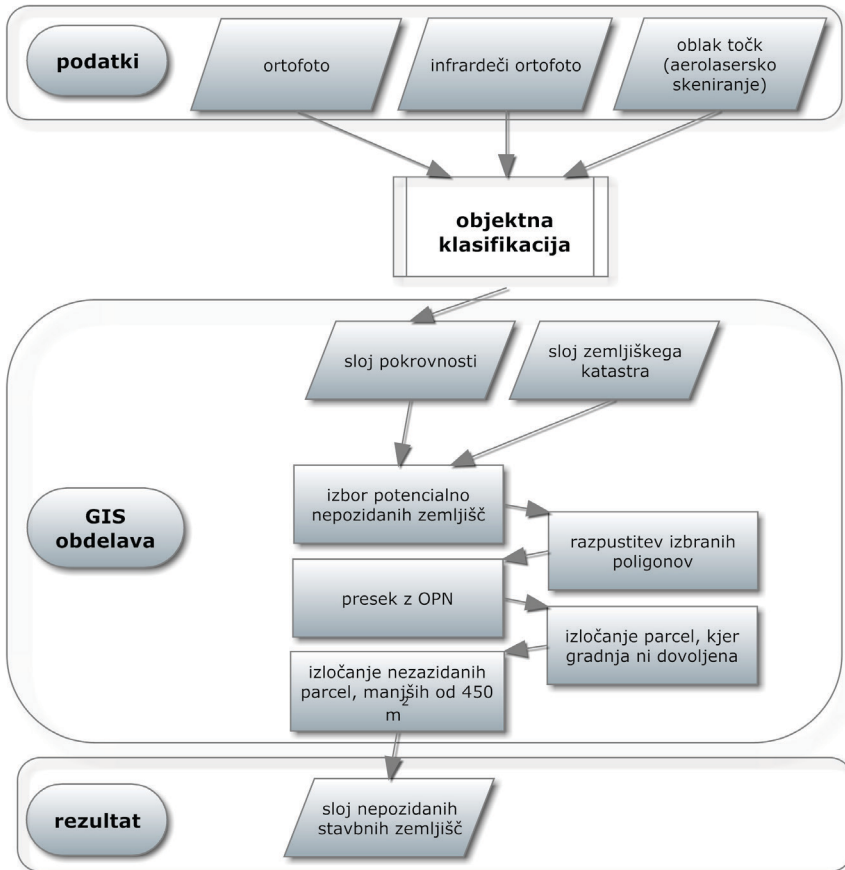 podatki
ortofoto
infrardeči ortofoto
oblak točk
(aerolasersko
skeniranje)
objektna
klasifikacija
sloj pokrovnosti
sloj zemljiškega
katastra
GIS
obdelava
izbor potencialno
nepozidanih zemljišč
razpustitev izbranih
poligonov
presek z OPN
izločanje parcel, kjer
gradnja ni dovoljena
izločanje nezazidanih
parcel, manjših od 450
m²
rezultat
sloj nepozidanih
stavbnih zemljišč